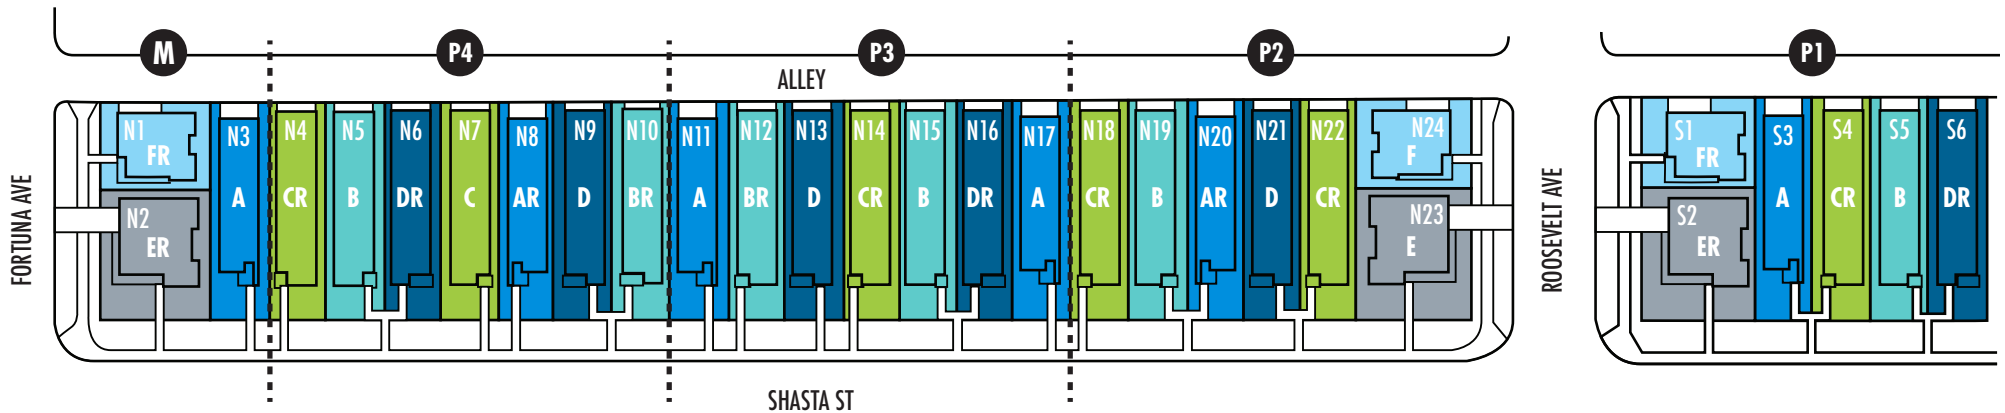 M
P4
P3
P2
P1
ALLEY
N1
FR
N2
ER
N3
A
N4
CR
N5
B
N6
DR
N7
C
N8
AR
N9
D
N10
BR
N11
A
N12
BR
N13
D
N14
CR
N15
B
N16
DR
N17
A
N18
CR
N19
B
N20
AR
N21
D
N22
CR
N24
F
N23
E
S1
FR
S2
ER
S3
A
S4
CR
S5
B
S6
DR
FORTUNA AVE
ROOSEVELT AVE
SHASTA ST